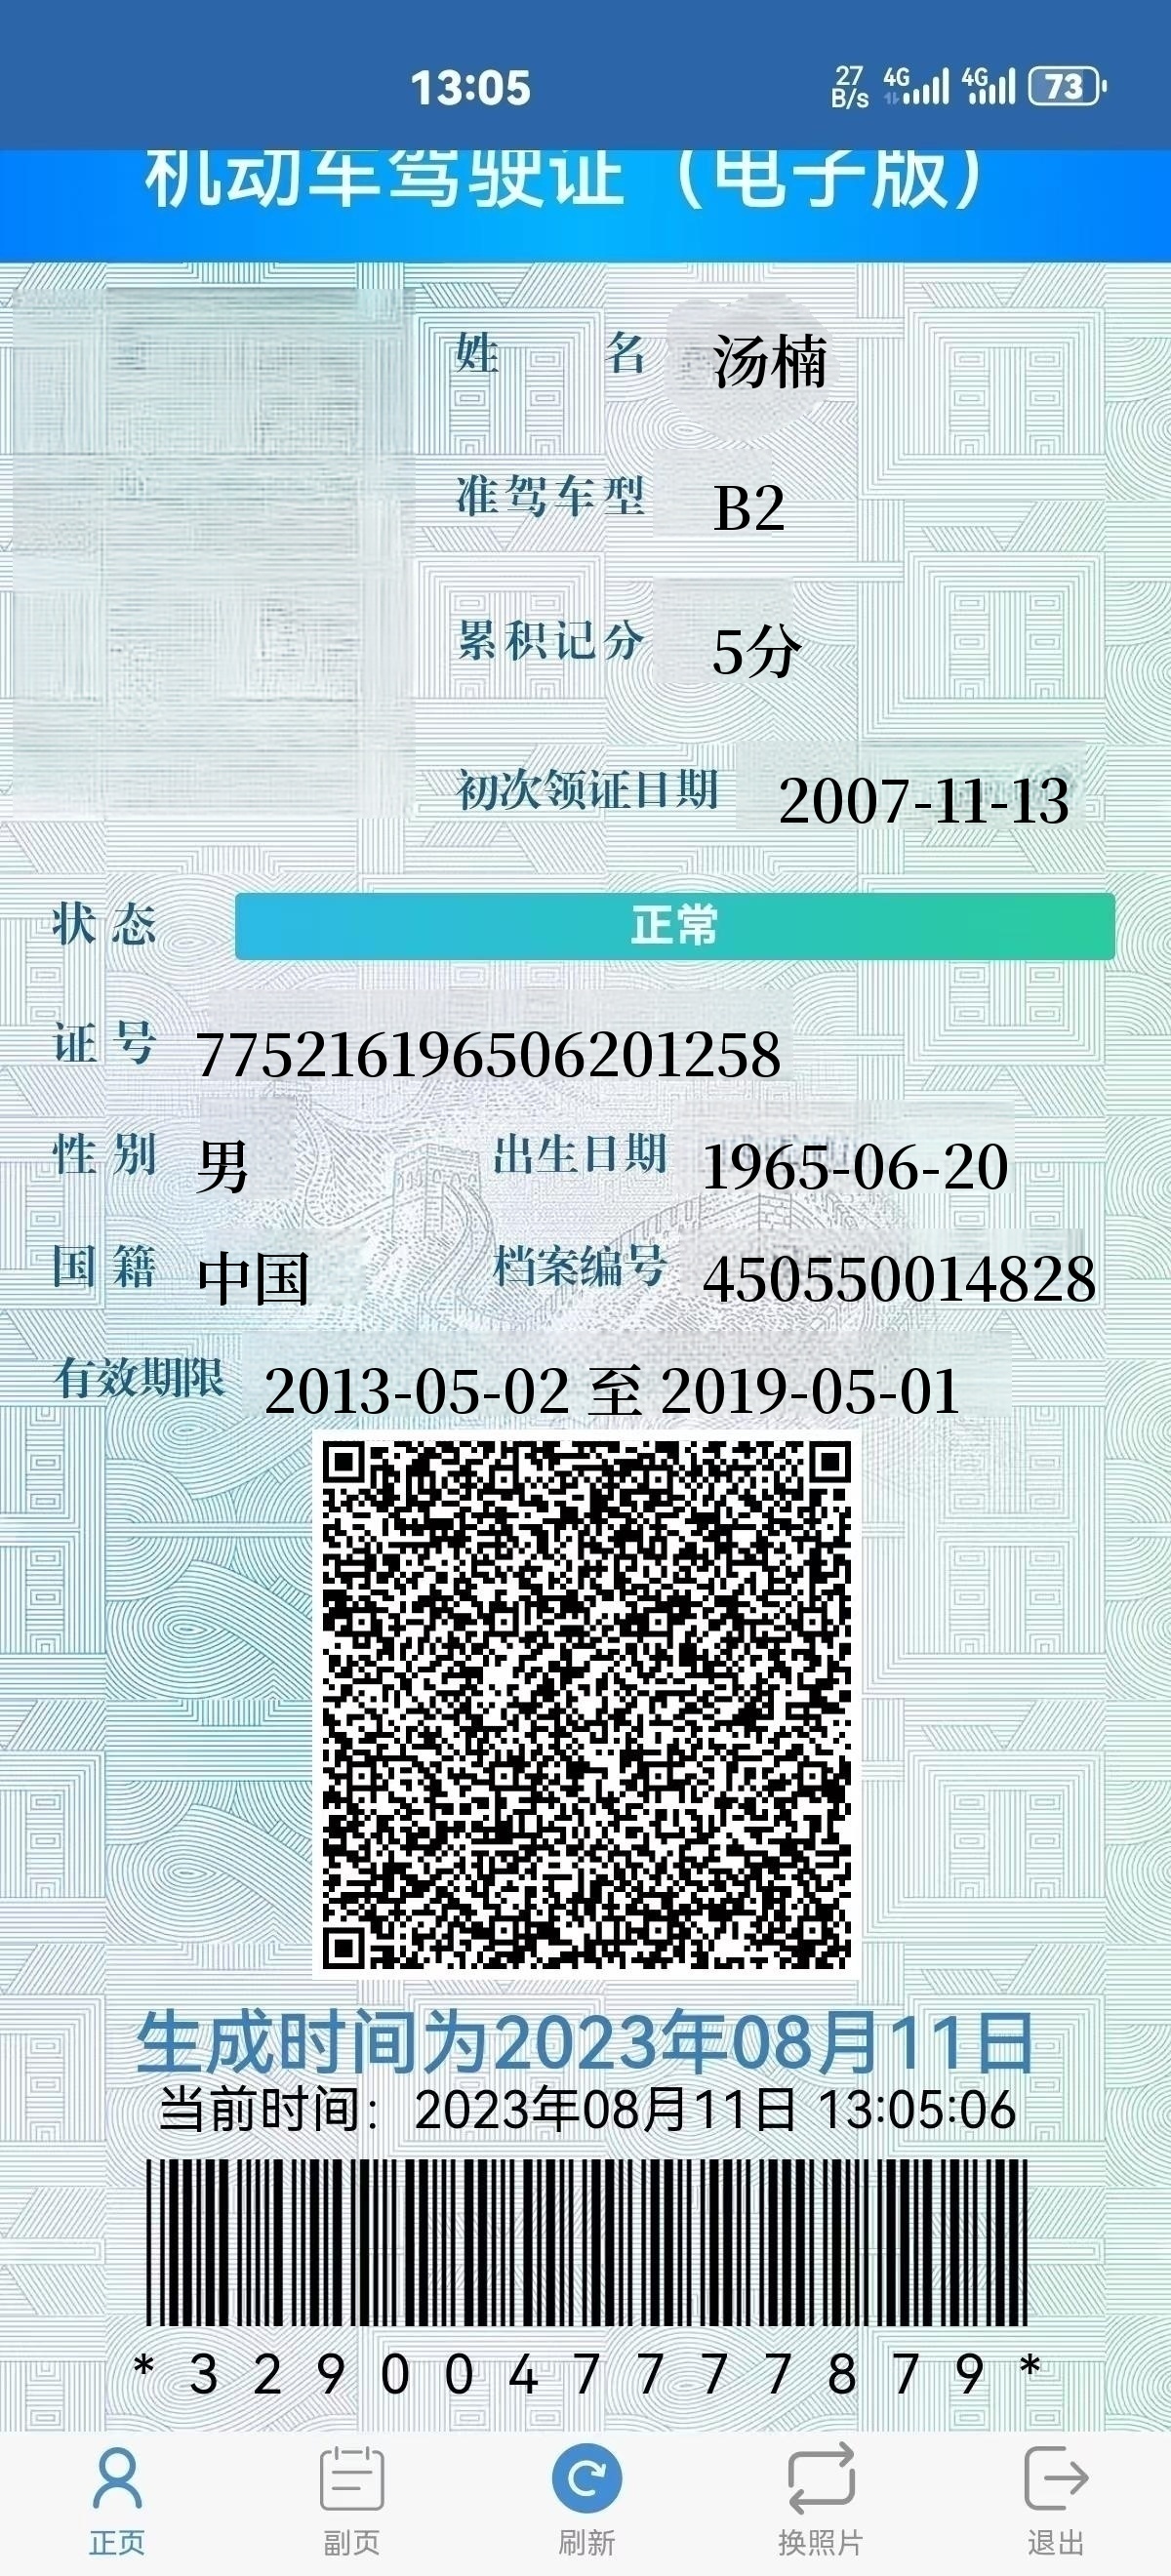 13:05 27 B/s 4G 4G 73
机动车驾驶证（电子版）
姓名 汤楠
准驾车型 B2
累积记分 5分
初次领证日期 2007-11-13
状态 正常
证号 775216196506201258
性别 男 出生日期 1965-06-20
国籍 中国 档案编号 450550014828
有效期限 2013-05-02 至 2019-05-01
生成时间为2023年08月11日
当前时间：2023年08月11日 13:05:06
*3290047777879*
正页 副页 刷新 换照片 退出